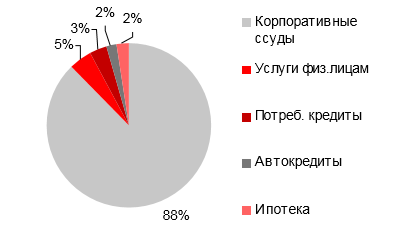 2%
2%
3%
5%
88%
Корпоративные
ссуды
Услуги физ.лицам
Потреб. кредиты
Автокредиты
Ипотека